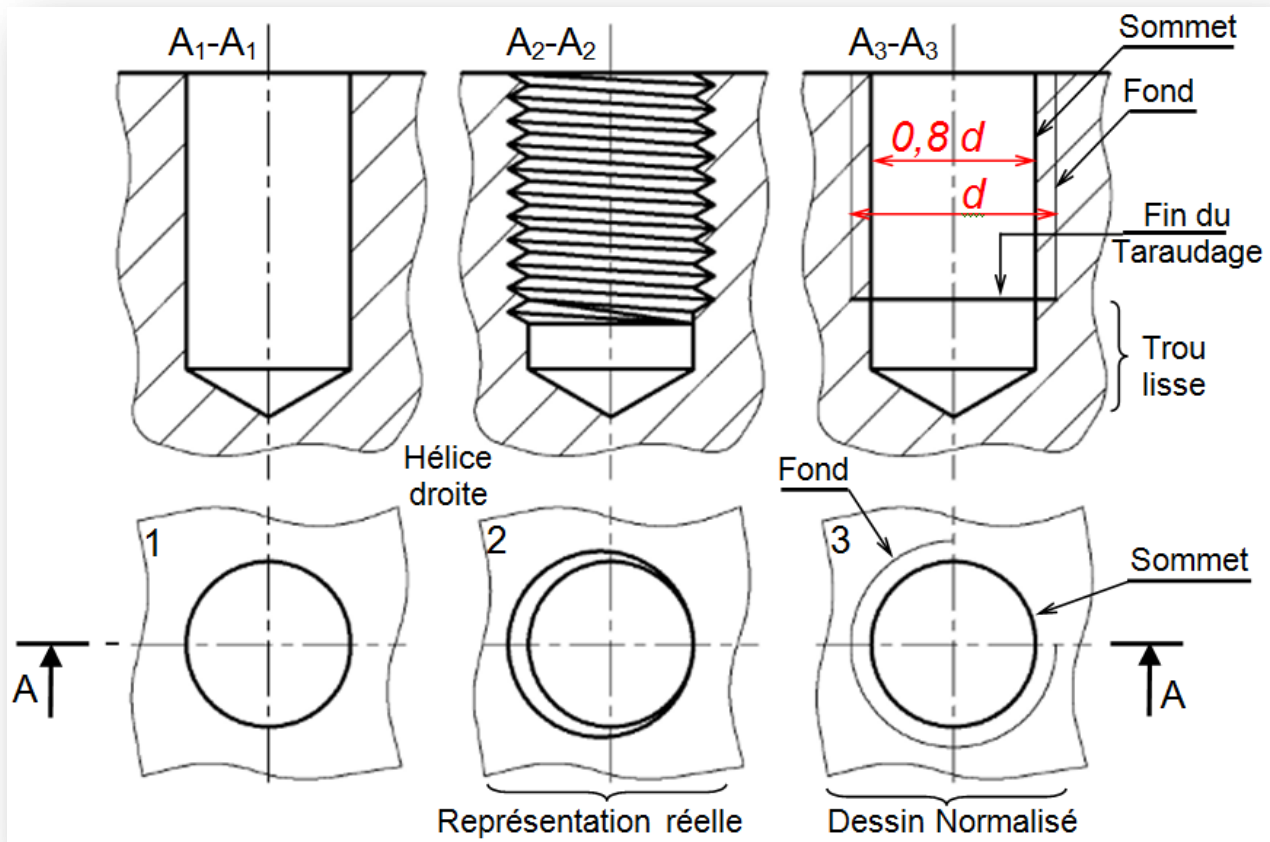 A₁-A₁
A₂-A₂
A₃-A₃
Sommet
Fond
0,8 d
d
Fin du
Taraudage
Trou
lisse
Hélice
droite
Fond
1
2
3
Sommet
A
A
Représentation réelle
Dessin Normalisé